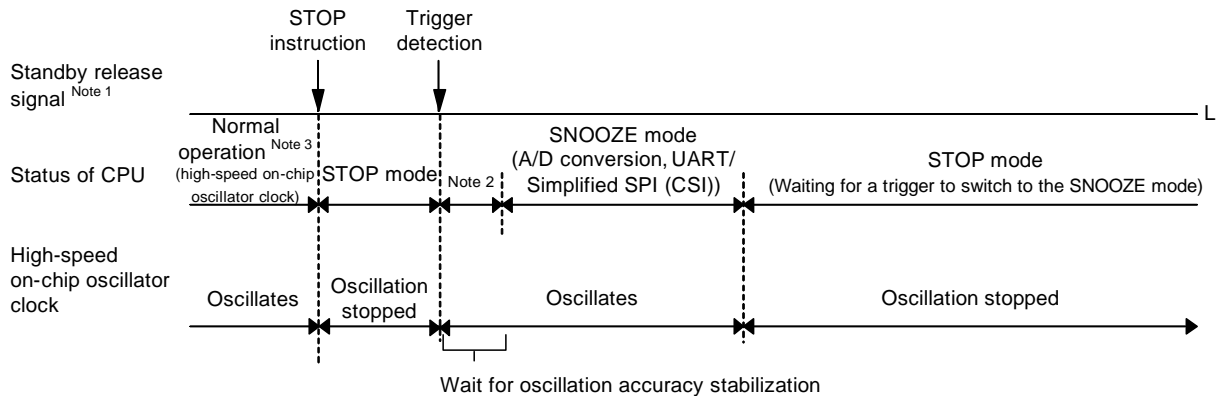 STOP
instruction
Trigger
detection
Standby release
signal Note 1
L
Status of CPU
Normal
operation Note 3
(high-speed on-chip
oscillator clock)
STOP mode
Note 2
SNOOZE mode
(A/D conversion, UART/
Simplified SPI (CSI))
STOP mode
(Waiting for a trigger to switch to the SNOOZE mode)
High-speed
on-chip oscillator
clock
Oscillates
Oscillation
stopped
Oscillates
Oscillation stopped
Wait for oscillation accuracy stabilization